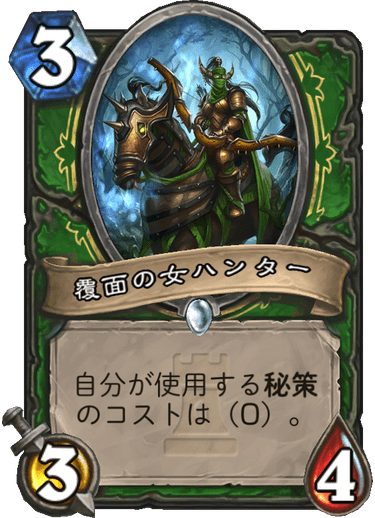 3
覆面の女ハンター
自分が使用する秘策
のコストは（0）。
3
4